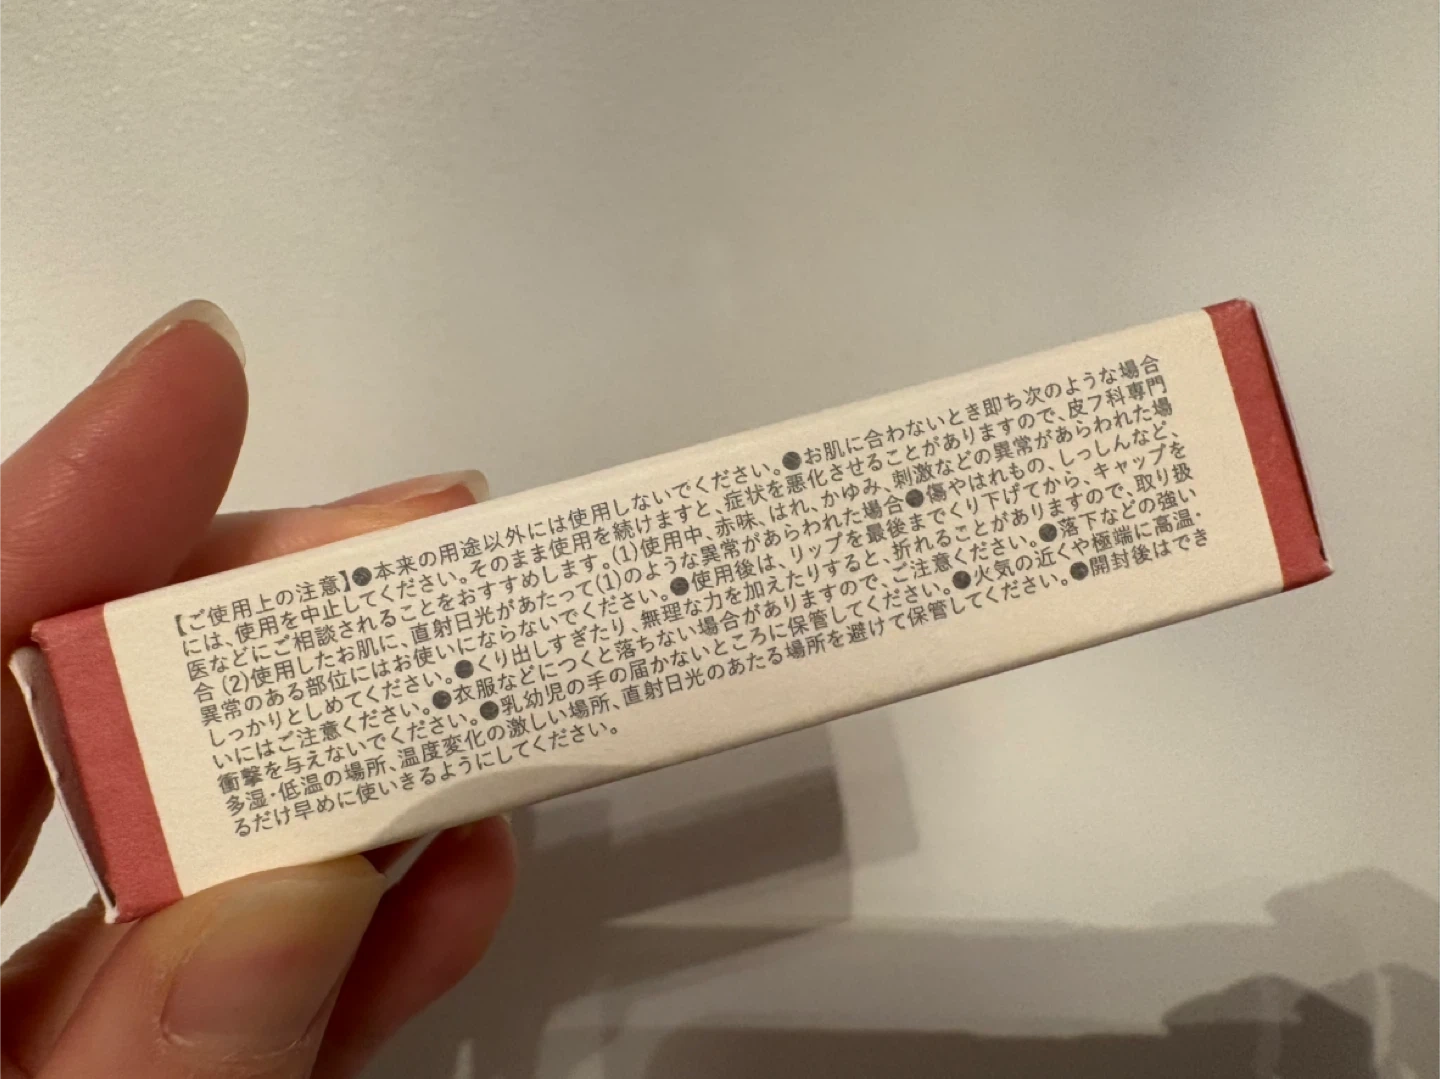 【ご使用上の注意】●本来の用途以外には使用しないでください。●お肌に合わないとき即ち次のような場合
には、使用を中止してください。そのまま使用を続けますと、症状を悪化させることがありますので、皮フ科専門
医などにご相談されることをおすすめします。(1)使用中、赤味、はれ、かゆみ、刺激などの異常があらわれた場
合 (2)使用したお肌に、直射日光があたって(1)のような異常があらわれた場合●傷やはれもの、しっしんなど、
異常のある部位にはお使いにならないでください。●使用後は、リップを最後までくり下げてから、キャップを
しっかりとしめてください。●くり出しすぎたり、無理な力を加えたりすると、折れることがありますので、取り扱
いにはご注意ください。●衣服などにつくと落ちない場合がありますので、ご注意ください。●落下などの強い
衝撃を与えないでください。●乳幼児の手の届かないところに保管してください。●火気の近くや極端に高温・
多湿・低温の場所、温度変化の激しい場所、直射日光のあたる場所を避けて保管してください。●開封後はでき
るだけ早めに使いきるようにしてください。